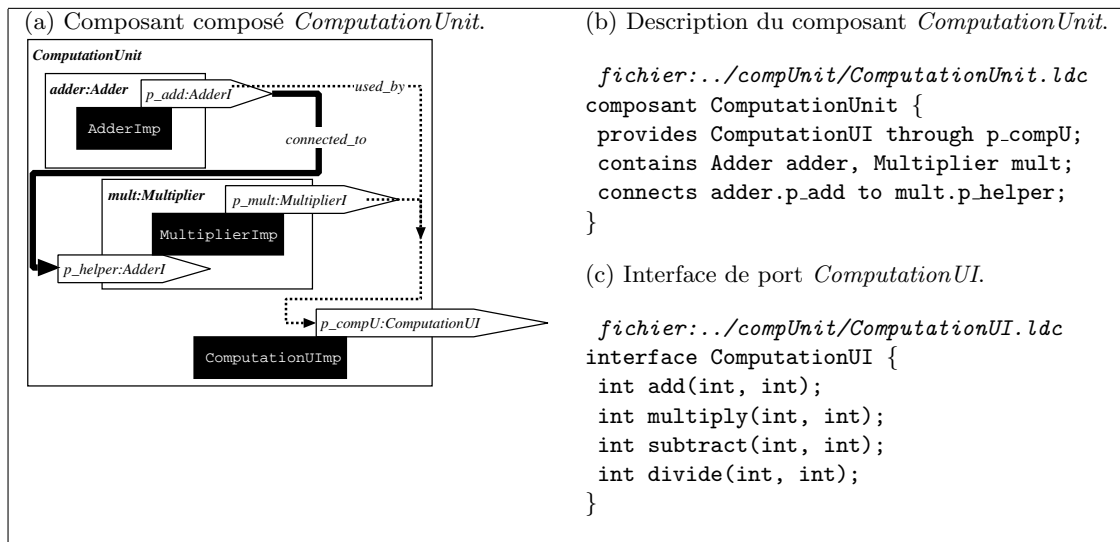 (a) Composant composé ComputationUnit.
ComputationUnit
adder:Adder
p_add:AdderI
used_by
AdderImp
connected_to
mult:Multiplier
p_mult:MultiplierI
MultiplierImp
p_helper:AdderI
p_compU:ComputationUI
ComputationUImp
(b) Description du composant ComputationUnit.
fichier:../compUnit/ComputationUnit.ldc
composant ComputationUnit {
provides ComputationUI through p_compU;
contains Adder adder, Multiplier mult;
connects adder.p_add to mult.p_helper;
}
(c) Interface de port ComputationUI.
fichier:../compUnit/ComputationUI.ldc
interface ComputationUI {
int add(int, int);
int multiply(int, int);
int subtract(int, int);
int divide(int, int);
}